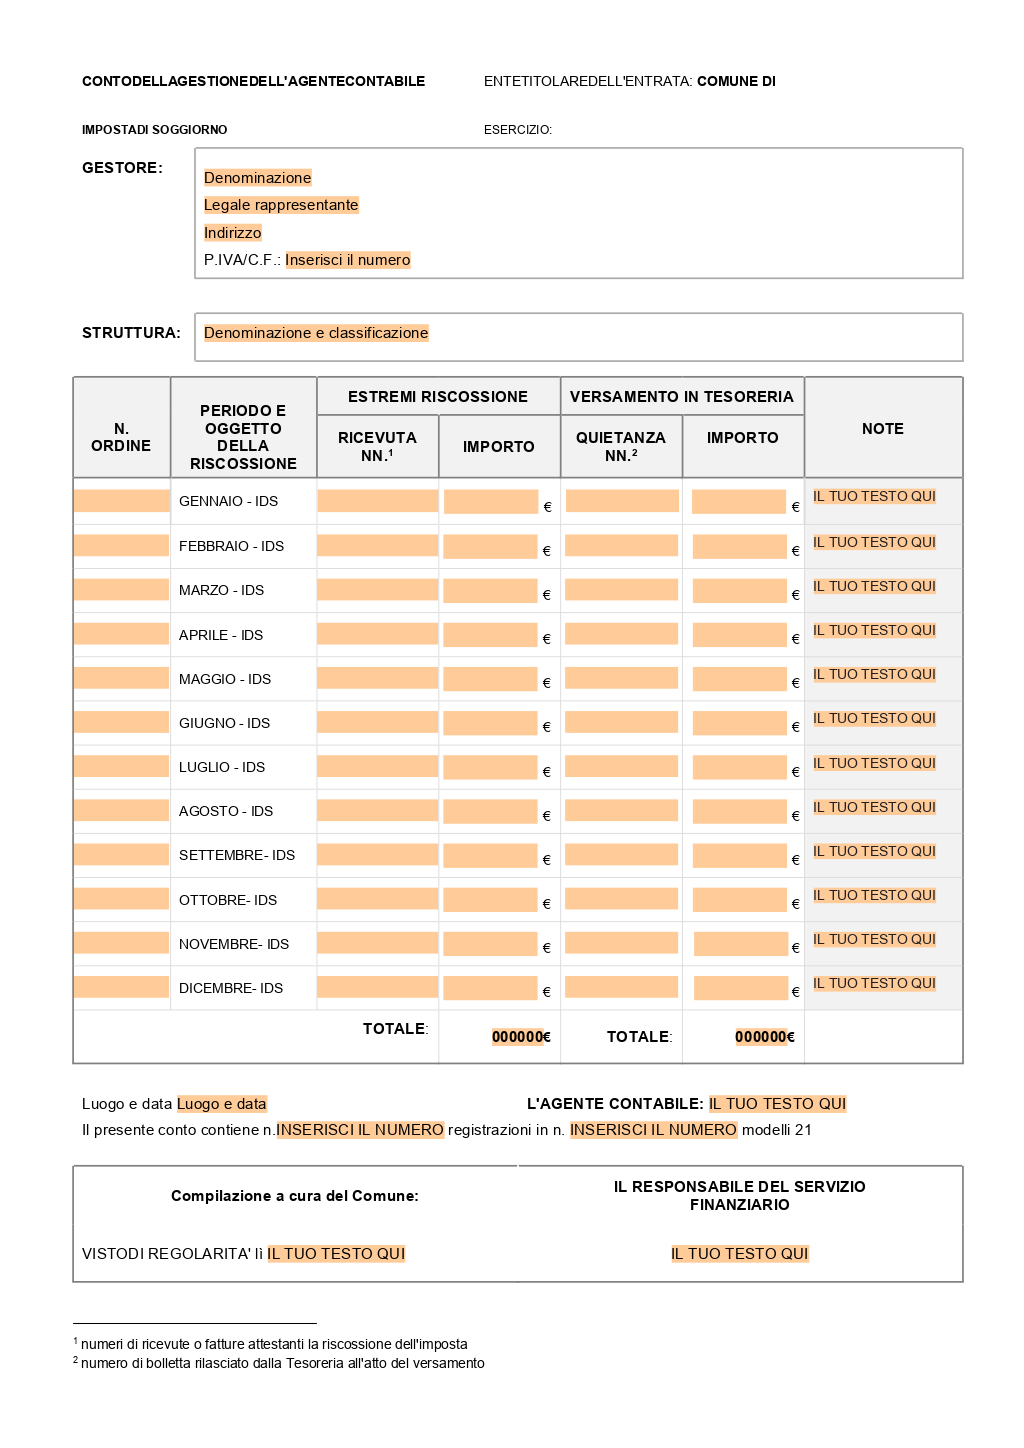 CONTODELLAGESTIONEDELL'AGENTECONTABILE ENTETITOLAREDELL'ENTRATA: COMUNE DI
IMPOSTADI SOGGIORNO ESERCIZIO:
GESTORE:
Denominazione
Legale rappresentante
Indirizzo
P.IVA/C.F.: Inserisci il numero
STRUTTURA: Denominazione e classificazione
N.
ORDINE
PERIODO E
OGGETTO
DELLA
RISCOSSIONE
ESTREMI RISCOSSIONE
RICEVUTA
NN.1
IMPORTO
VERSAMENTO IN TESORERIA
QUIETANZA
NN.2
IMPORTO
NOTE
GENNAIO - IDS € € IL TUO TESTO QUI
FEBBRAIO - IDS € € IL TUO TESTO QUI
MARZO - IDS € € IL TUO TESTO QUI
APRILE - IDS € € IL TUO TESTO QUI
MAGGIO - IDS € € IL TUO TESTO QUI
GIUGNO - IDS € € IL TUO TESTO QUI
LUGLIO - IDS € € IL TUO TESTO QUI
AGOSTO - IDS € € IL TUO TESTO QUI
SETTEMBRE- IDS € € IL TUO TESTO QUI
OTTOBRE- IDS € € IL TUO TESTO QUI
NOVEMBRE- IDS € € IL TUO TESTO QUI
DICEMBRE- IDS € € IL TUO TESTO QUI
TOTALE: 000000€ TOTALE: 000000€
Luogo e data Luogo e data L'AGENTE CONTABILE: IL TUO TESTO QUI
Il presente conto contiene n.INSERISCI IL NUMERO registrazioni in n. INSERISCI IL NUMERO modelli 21
Compilazione a cura del Comune:
IL RESPONSABILE DEL SERVIZIO
FINANZIARIO
VISTODI REGOLARITA' lì IL TUO TESTO QUI IL TUO TESTO QUI
1 numeri di ricevute o fatture attestanti la riscossione dell'imposta
2 numero di bolletta rilasciato dalla Tesoreria all'atto del versamento